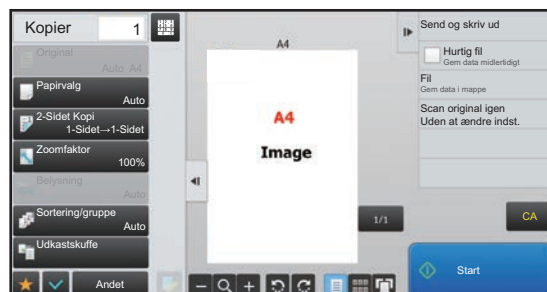 Kopier 1
Original
Auto A4
Papirvalg
Auto
2-Sidet Kopi
1-Sidet→1-Sidet
Zoomfaktor
100%
Belysning
Auto
Sortering/gruppe
Auto
Udkastskuffe
Andet
A4
A4
Image
1/1
Send og skriv ud
Hurtig fil
Gem data midlertidigt
Fil
Gem data i mappe
Scan original igen
Uden at ændre indst.
CA
Start